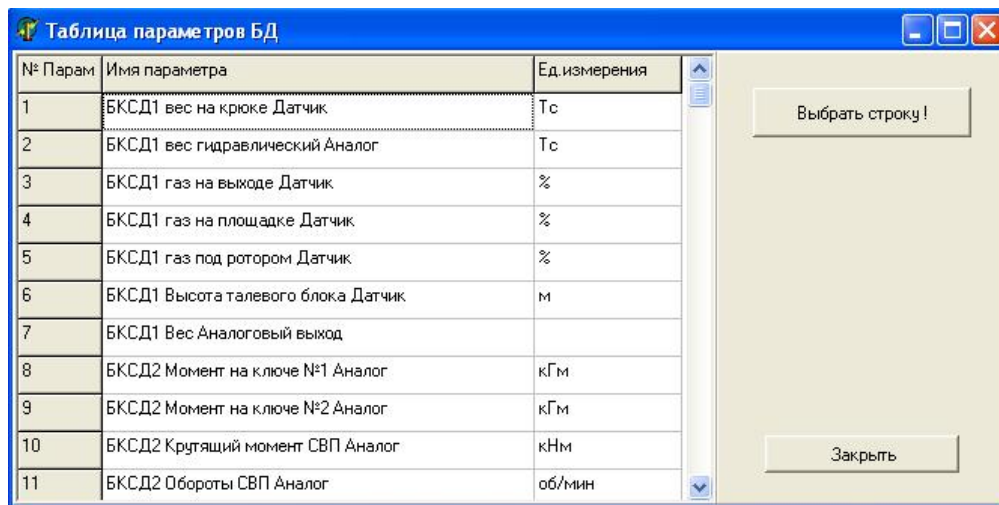 Таблица параметров БД
№ Парам Имя параметра Ед.измерения
1 БКСД1 вес на крюке Датчик Тс
Выбрать строку !
2 БКСД1 вес гидравлический Аналог Тс
3 БКСД1 газ на выходе Датчик %
4 БКСД1 газ на площадке Датчик %
5 БКСД1 газ под ротором Датчик %
6 БКСД1 Высота талевого блока Датчик м
7 БКСД1 Вес Аналоговый выход
8 БКСД2 Момент на ключе №1 Аналог кГм
9 БКСД2 Момент на ключе №2 Аналог кГм
10 БКСД2 Крутящий момент СВП Аналог кНм
Закрыть
11 БКСД2 Обороты СВП Аналог об/мин